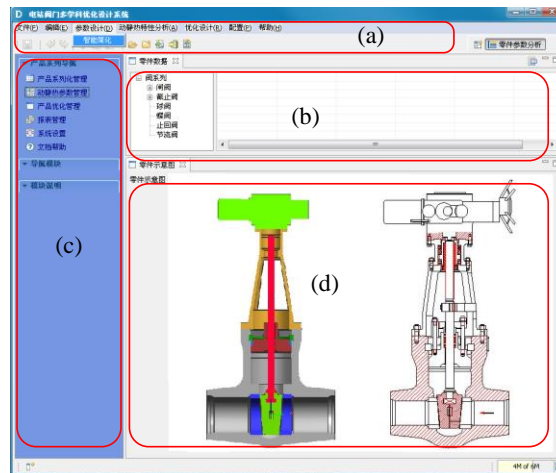 D 电站阀门多学科优化设计系统
文件(F) 编辑(E) 参数设计(D) 动静热特性分析(A) 优化设计(R) 配置(P) 帮助(H)
智能简化
(a)
零件参数分析
产品系列导航
产品系列化管理
动静热参数管理
产品优化管理
报表管理
系统设置
文档帮助
导航模块
模块说明
(c)
零件数据
阀系列
闸阀
截止阀
球阀
蝶阀
止回阀
节流阀
(b)
零件示意图
零件示意图
(d)
4M of 6M